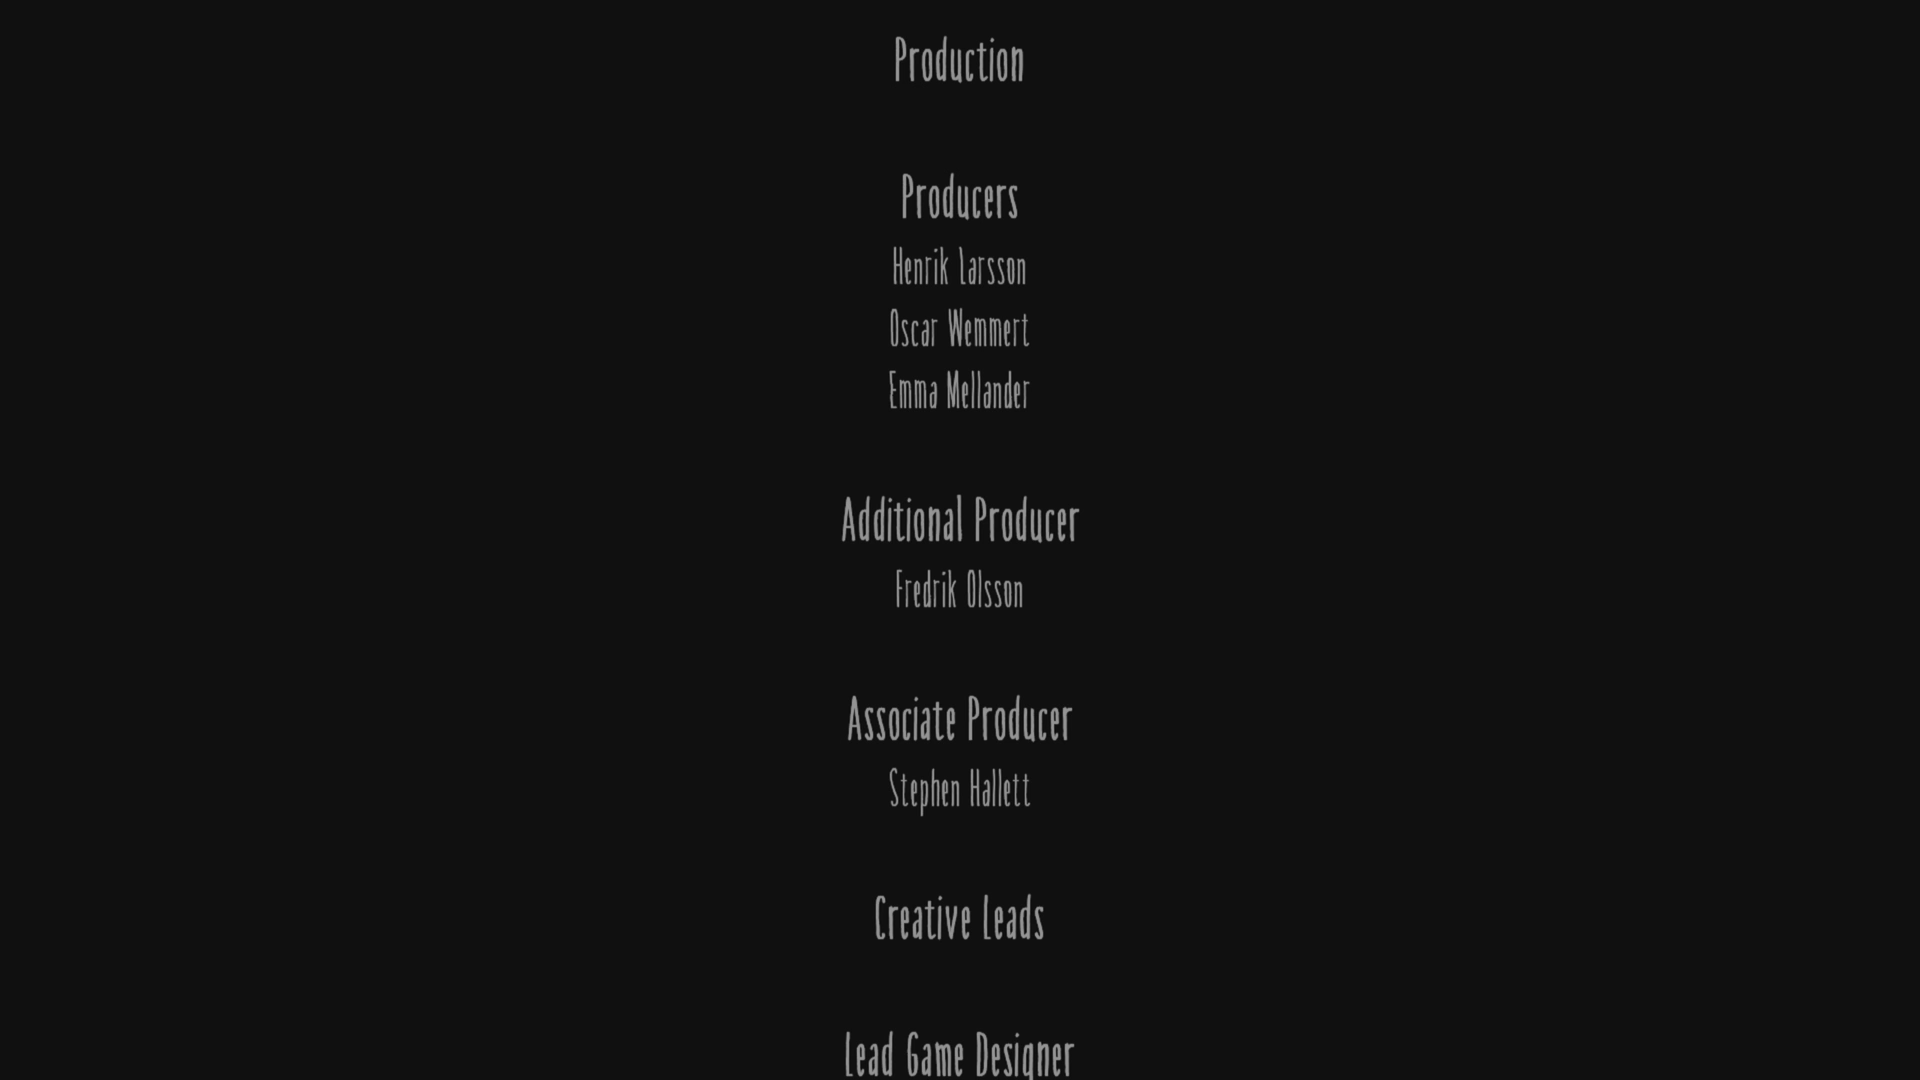 Production
Producers
Henrik Larsson
Oscar Wemmert
Emma Mellander
Additional Producer
Fredrik Olsson
Associate Producer
Stephen Hallett
Creative Leads
Lead Game Designer